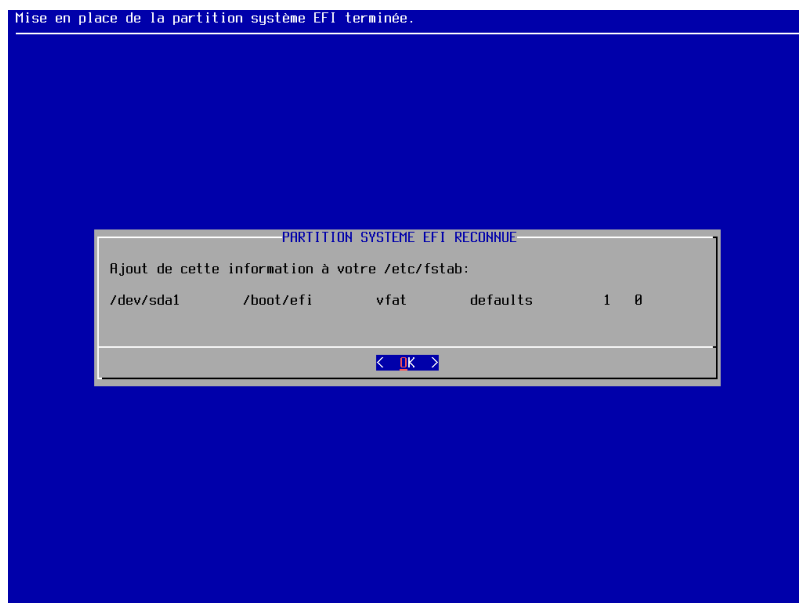 Mise en place de la partition système EFI terminée.
PARTITION SYSTEME EFI RECONNUE
Ajout de cette information à votre /etc/fstab:
/dev/sda1 /boot/efi vfat defaults 1 0
< OK >